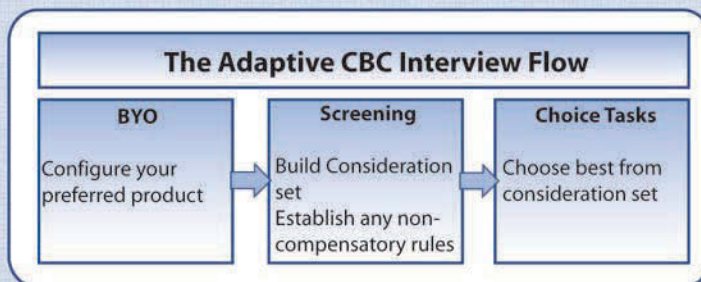 The Adaptive CBC Interview Flow
BYO
Configure your
preferred product
Screening
Build Consideration
set
Establish any non-
compensatory rules
Choice Tasks
Choose best from
consideration set